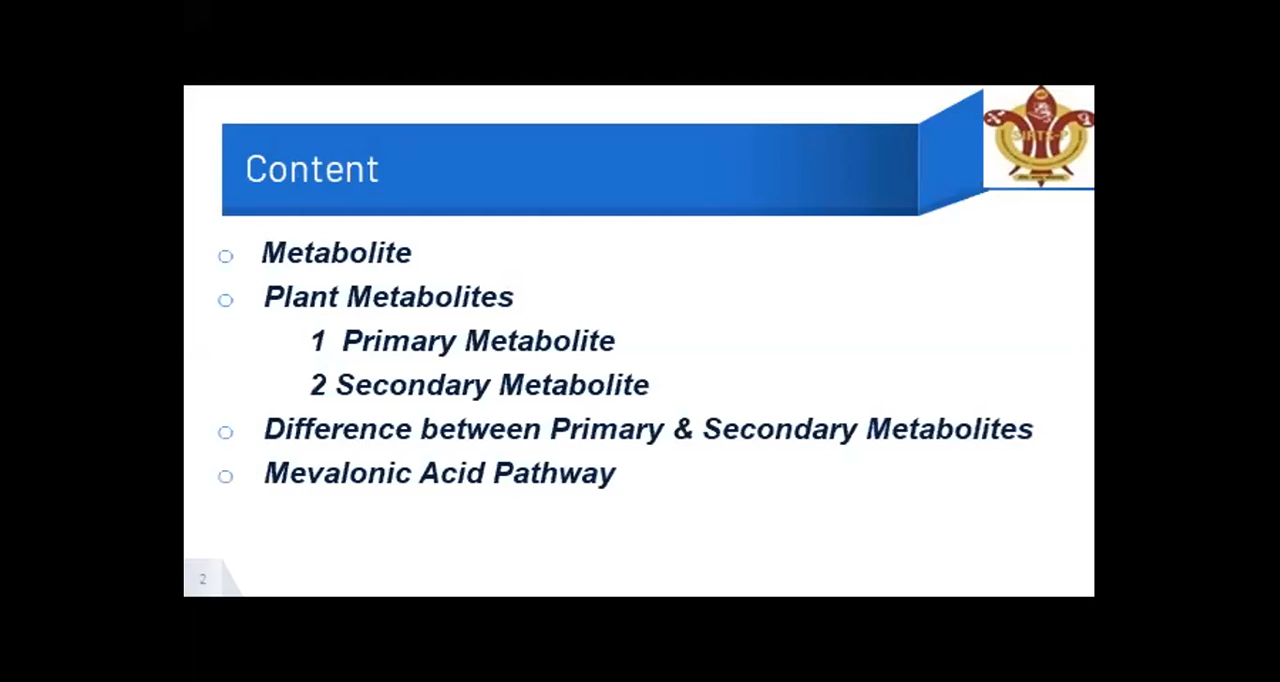 Content
Metabolite
Plant Metabolites
1 Primary Metabolite
2 Secondary Metabolite
Difference between Primary & Secondary Metabolites
Mevalonic Acid Pathway
2